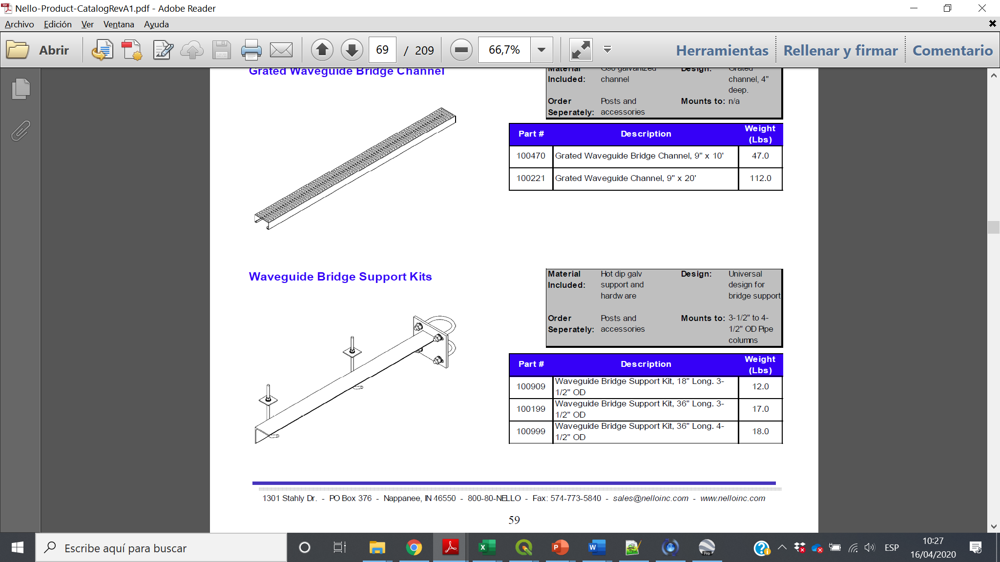 Nello-Product-CatalogRevA1.pdf - Adobe Reader
Archivo Edición Ver Ventana Ayuda
Abrir 69 / 209 66,7% Herramientas Rellenar y firmar Comentario
Grated Waveguide Bridge Channel
Material Included: G90 galvanized channel
Design: Grated channel, 4" deep.
Order Seperately: Posts and accessories
Mounts to: n/a
Part # Description Weight (Lbs)
100470 Grated Waveguide Bridge Channel, 9" x 10' 47.0
100221 Grated Waveguide Channel, 9" x 20' 112.0
Waveguide Bridge Support Kits
Material Included: Hot dip galv support and hardware
Design: Universal design for bridge support
Order Seperately: Posts and accessories
Mounts to: 3-1/2" to 4-1/2" OD Pipe columns
Part # Description Weight (Lbs)
100909 Waveguide Bridge Support Kit, 18" Long. 3-1/2" OD 12.0
100199 Waveguide Bridge Support Kit, 36" Long. 3-1/2" OD 17.0
100999 Waveguide Bridge Support Kit, 36" Long. 4-1/2" OD 18.0
1301 Stahly Dr. - PO Box 376 - Nappanee, IN 46550 - 800-80-NELLO - Fax: 574-773-5840 - sales@nelloinc.com - www.nelloinc.com
59
Escribe aquí para buscar
Pro
ESP
10:27
16/04/2020